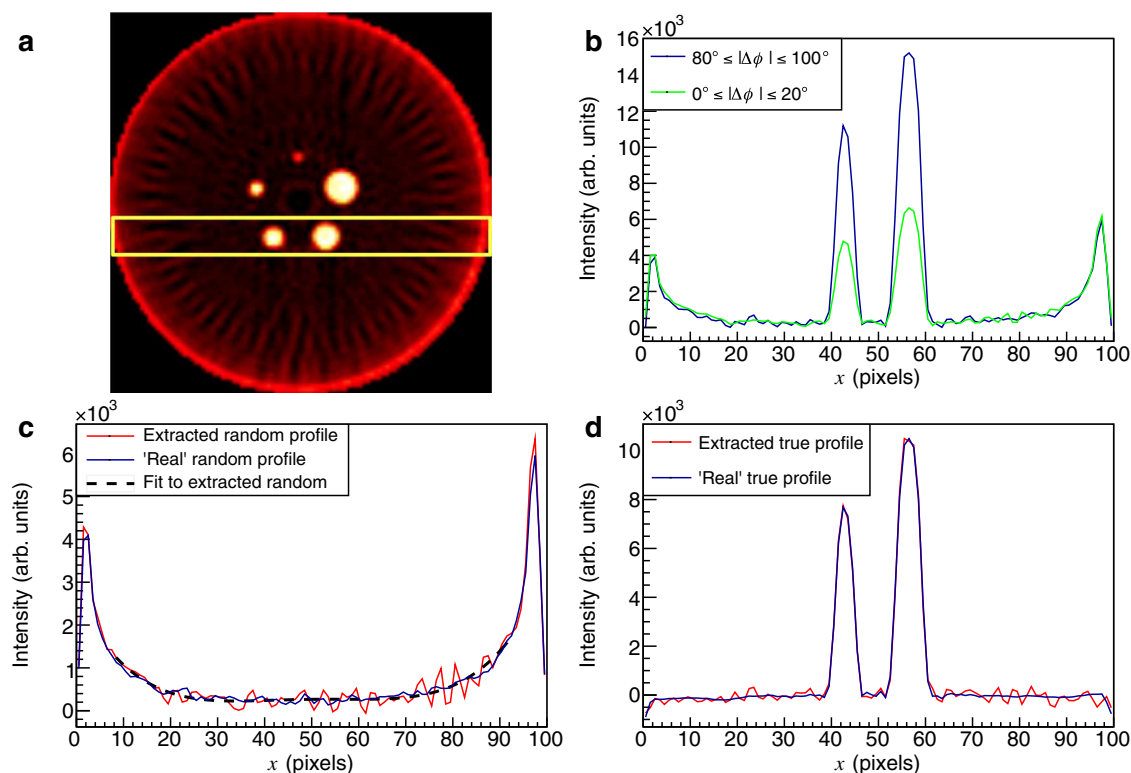 a
b
×10³
80° ≤ |Δϕ| ≤ 100°
0° ≤ |Δϕ| ≤ 20°
Intensity (arb. units)
16
14
12
10
8
6
4
2
0
0 10 20 30 40 50 60 70 80 90 100
x (pixels)
c
×10³
Extracted random profile
'Real' random profile
Fit to extracted random
Intensity (arb. units)
6
5
4
3
2
1
0
0 10 20 30 40 50 60 70 80 90 100
x (pixels)
d
×10³
Extracted true profile
'Real' true profile
Intensity (arb. units)
10
8
6
4
2
0
0 10 20 30 40 50 60 70 80 90 100
x (pixels)